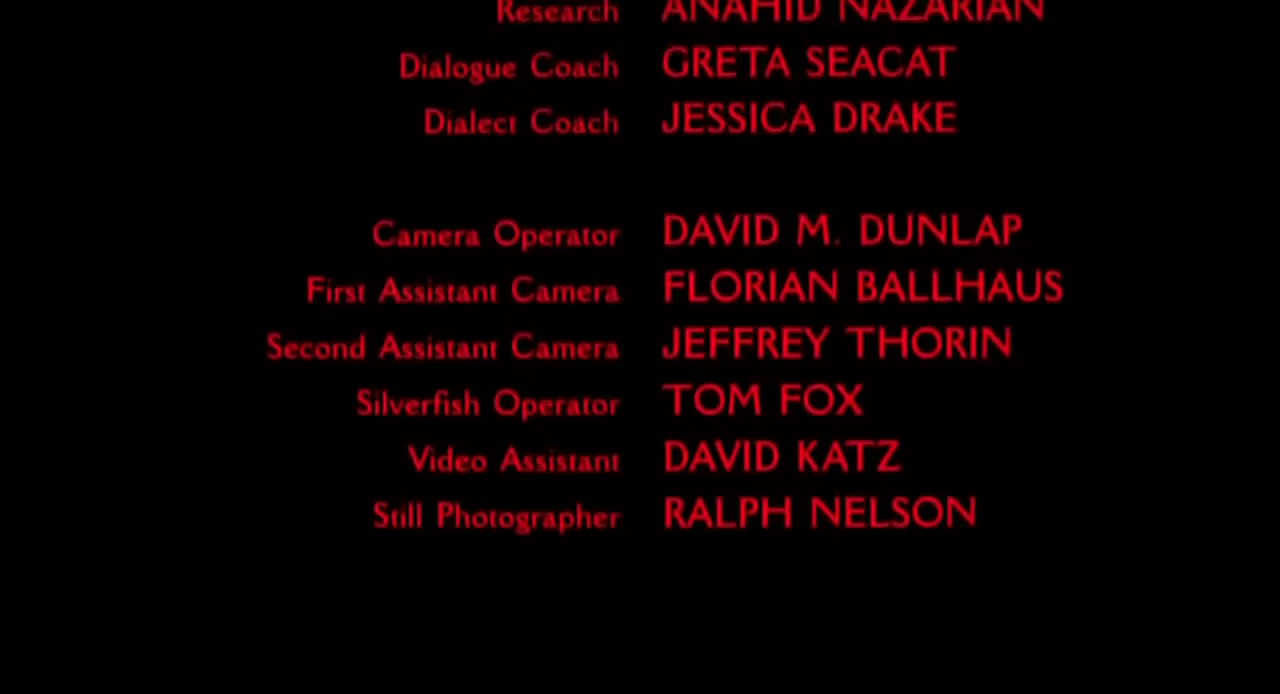 Research ANAHID NAZARIAN
Dialogue Coach GRETA SEACAT
Dialect Coach JESSICA DRAKE
Camera Operator DAVID M. DUNLAP
First Assistant Camera FLORIAN BALLHAUS
Second Assistant Camera JEFFREY THORIN
Silverfish Operator TOM FOX
Video Assistant DAVID KATZ
Still Photographer RALPH NELSON